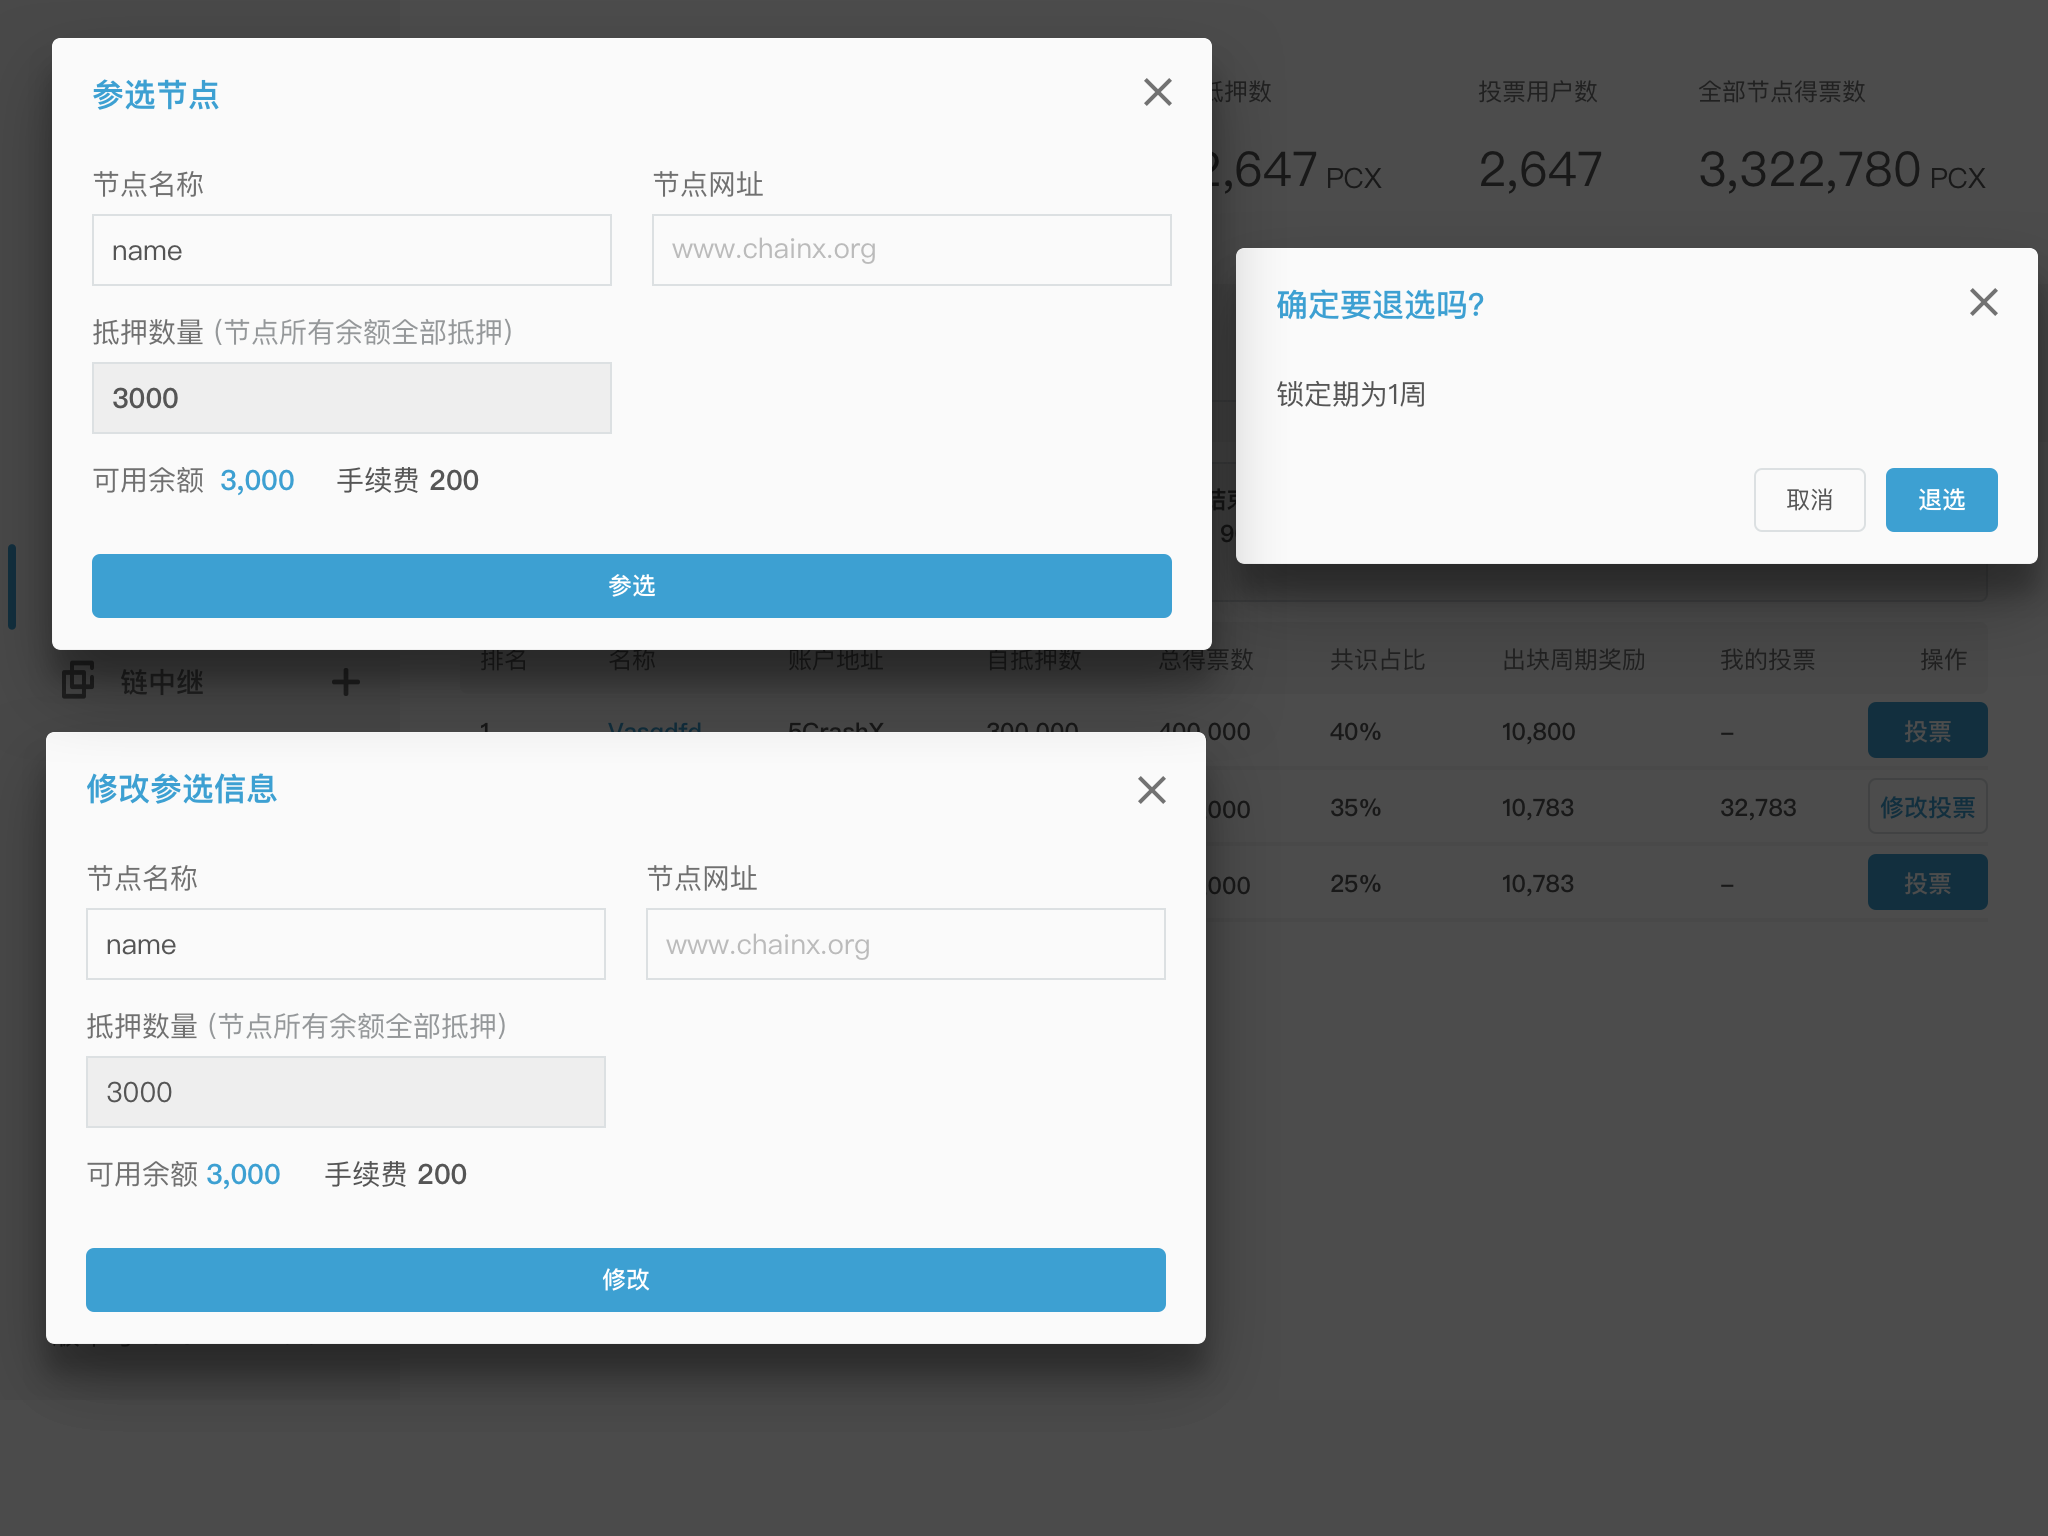 参选节点
节点名称
节点网址
name
www.chainx.org
抵押数量 (节点所有余额全部抵押)
3000
可用余额 3,000 手续费 200
参选
抵押数
投票用户数
全部节点得票数
2,647 PCX
2,647
3,322,780 PCX
确定要退选吗?
锁定期为1周
取消
退选
链中继
排名 名称 账户地址 自抵押数 总得票数 共识占比 出块周期奖励 我的投票 操作
1 Vasqdfd 5CrashX 300,000 400,000 40% 10,800 – 投票
000 35% 10,783 32,783 修改投票
000 25% 10,783 – 投票
修改参选信息
节点名称
节点网址
name
www.chainx.org
抵押数量 (节点所有余额全部抵押)
3000
可用余额 3,000 手续费 200
修改